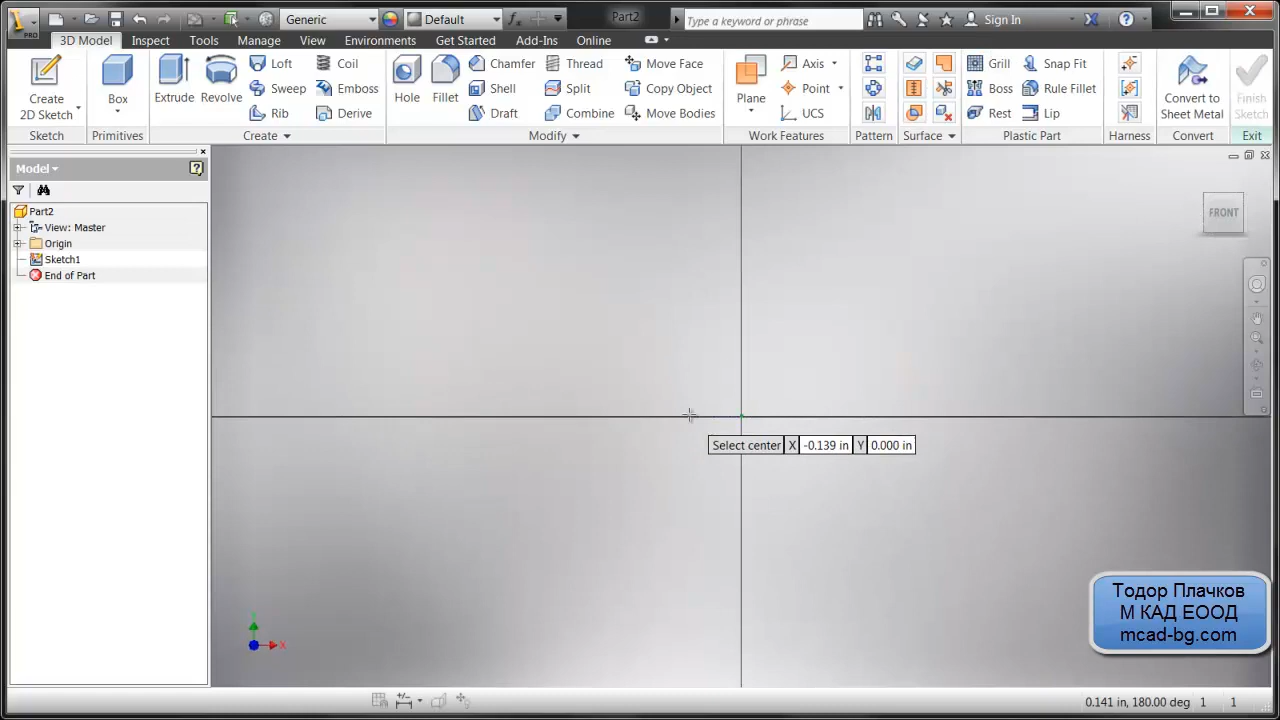 PRO
Generic
Default
Part2
Type a keyword or phrase
Sign In
3D Model
Inspect
Tools
Manage
View
Environments
Get Started
Add-Ins
Online
Create
2D Sketch
Sketch
Box
Primitives
Extrude
Revolve
Loft
Sweep
Rib
Coil
Emboss
Derive
Create
Hole
Fillet
Chamfer
Shell
Draft
Thread
Split
Combine
Move Face
Copy Object
Move Bodies
Modify
Plane
Axis
Point
UCS
Work Features
Pattern
Surface
Grill
Boss
Rest
Snap Fit
Rule Fillet
Lip
Plastic Part
Harness
Convert to
Sheet Metal
Convert
Finish
Sketch
Exit
Model
Part2
View: Master
Origin
Sketch1
End of Part
FRONT
Select center X -0.139 in Y 0.000 in
Y
X
Тодор Плачков
М КАД ЕООД
mcad-bg.com
0.141 in, 180.00 deg 1 1